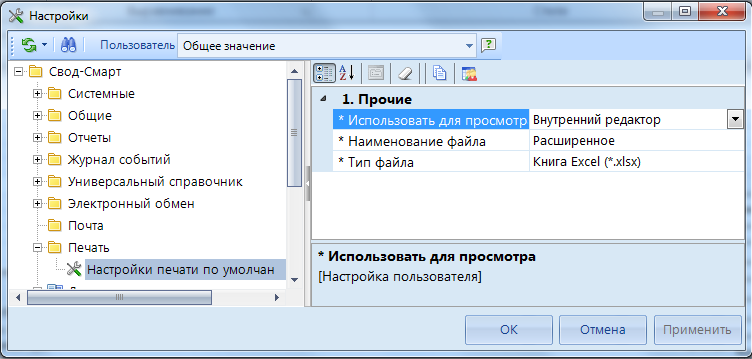 Настройки
Пользователь Общее значение
Свод-Смарт
Системные
Общие
Отчеты
Журнал событий
Универсальный справочник
Электронный обмен
Почта
Печать
Настройки печати по умолчан
1. Прочие
* Использовать для просмотр Внутренний редактор
* Наименование файла Расширенное
* Тип файла Книга Excel (*.xlsx)
* Использовать для просмотра
[Настройка пользователя]
ОК Отмена Применить